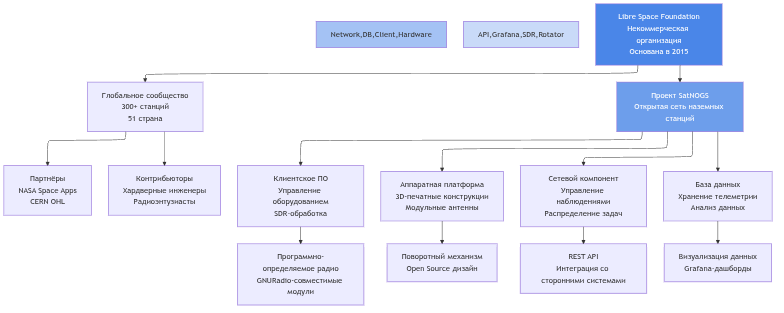 Libre Space Foundation
Некоммерческая
организация
Основана в 2015
Network,DB,Client,Hardware
API,Grafana,SDR,Rotator
Глобальное сообщество
300+ станций
51 страна
Проект SatNOGS
Открытая сеть наземных
станций
Партнёры
NASA Space Apps
CERN OHL
Контрибьюторы
Хардверные инженеры
Радиоэнтузиасты
Клиентское ПО
Управление
оборудованием
SDR-обработка
Аппаратная платформа
3D-печатные конструкции
Модульные антенны
Сетевой компонент
Управление
наблюдениями
Распределение задач
База данных
Хранение телеметрии
Анализ данных
Программно-
определяемое радио
GNURadio-совместимые
модули
Поворотный механизм
Open Source дизайн
REST API
Интеграция со
сторонними системами
Визуализация данных
Grafana-дашборды